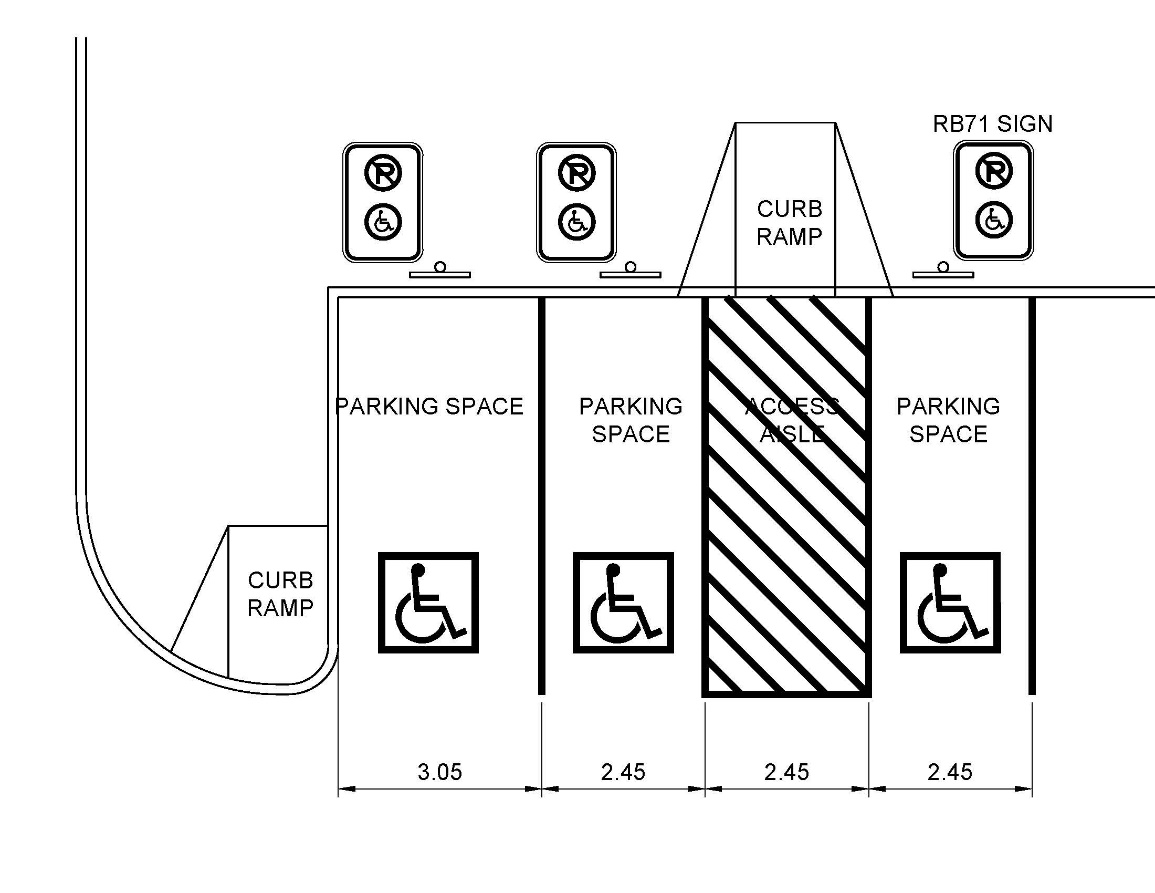 RB71 SIGN
CURB
RAMP
PARKING SPACE
PARKING
SPACE
ACCESS
AISLE
PARKING
SPACE
CURB
RAMP
3.05
2.45
2.45
2.45